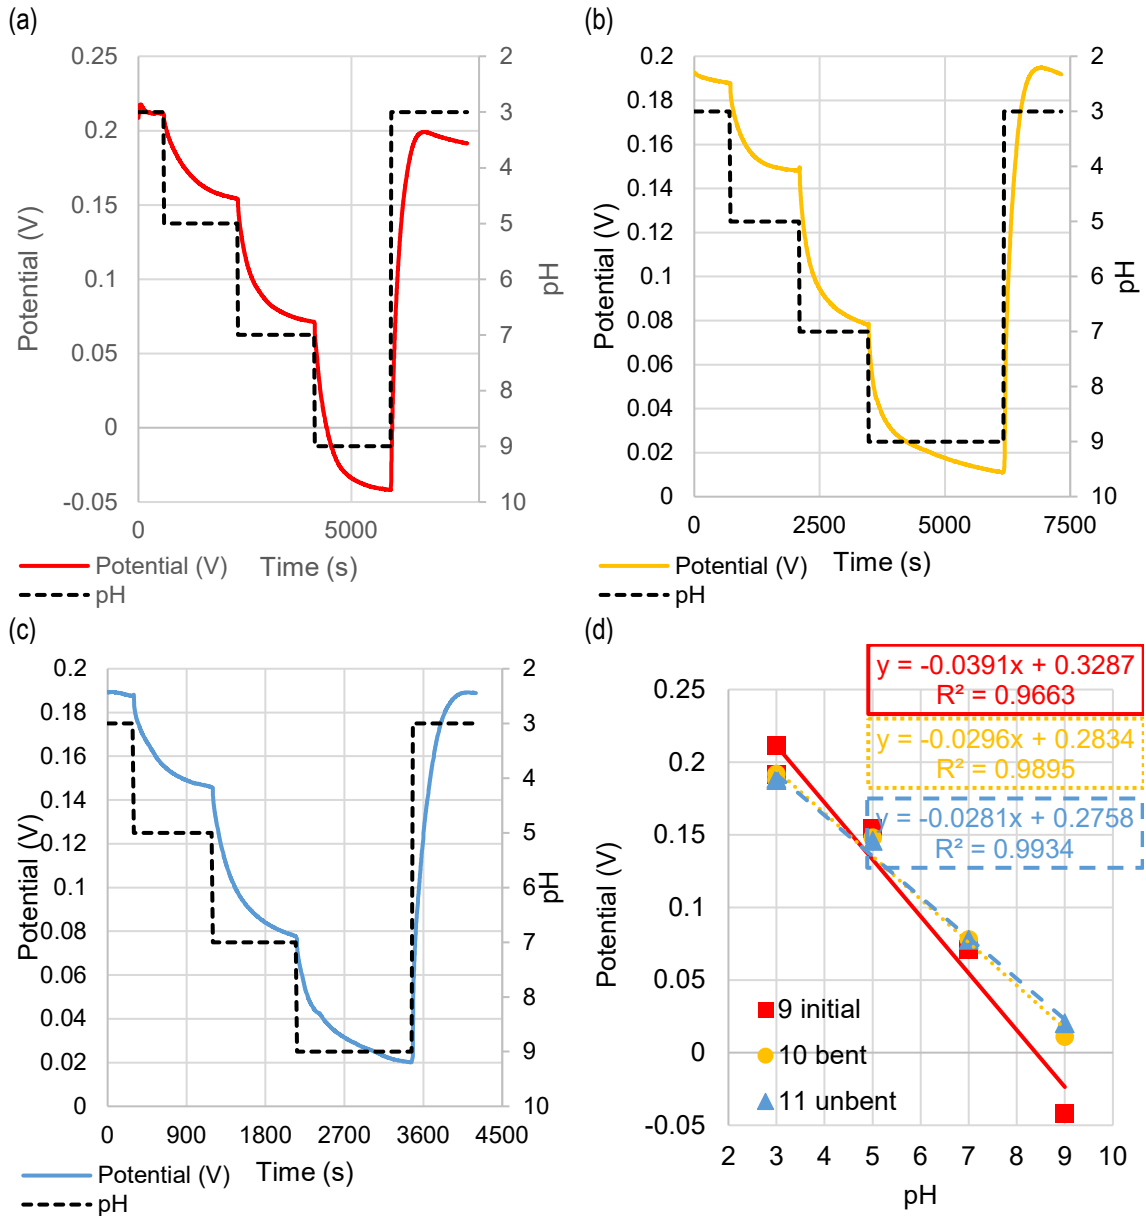 (a)
0.25
0.2
0.15
0.1
0.05
0
-0.05
Potential (V)
2
3
4
5
6
7
8
9
10
pH
0
5000
Time (s)
Potential (V)
pH
(b)
0.2
0.18
0.16
0.14
0.12
0.1
0.08
0.06
0.04
0.02
0
Potential (V)
2
3
4
5
6
7
8
9
10
pH
0
2500
5000
7500
Time (s)
Potential (V)
pH
(c)
0.2
0.18
0.16
0.14
0.12
0.1
0.08
0.06
0.04
0.02
0
Potential (V)
2
3
4
5
6
7
8
9
10
pH
0
900
1800
2700
3600
4500
Time (s)
Potential (V)
pH
(d)
y = -0.0391x + 0.3287
R² = 0.9663
y = -0.0296x + 0.2834
R² = 0.9895
y = -0.0281x + 0.2758
R² = 0.9934
0.25
0.2
0.15
0.1
0.05
0
-0.05
Potential (V)
9 initial
10 bent
11 unbent
2
3
4
5
6
7
8
9
10
pH